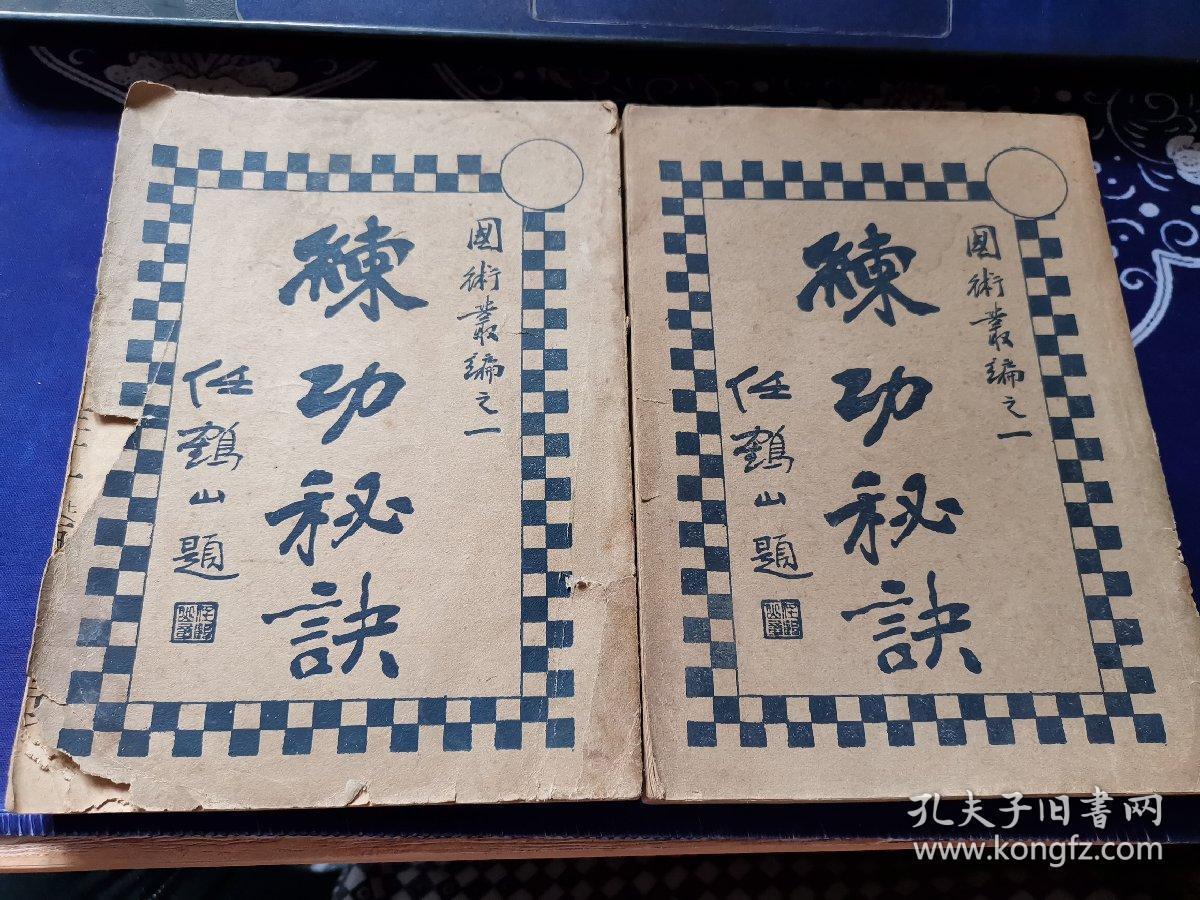 國術叢編之一
練功秘訣
任鶴山題
國術叢編之一
練功秘訣
任鶴山題
孔夫子旧書网
www.kongfz.com